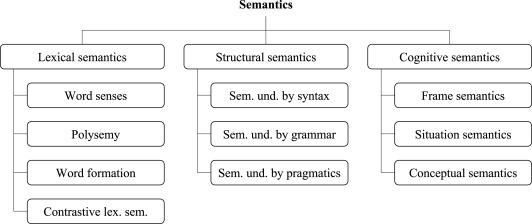 Semantics
Lexical semantics
Word senses
Polysemy
Word formation
Contrastive lex. sem.
Structural semantics
Sem. und. by syntax
Sem. und. by grammar
Sem. und. by pragmatics
Cognitive semantics
Frame semantics
Situation semantics
Conceptual semantics